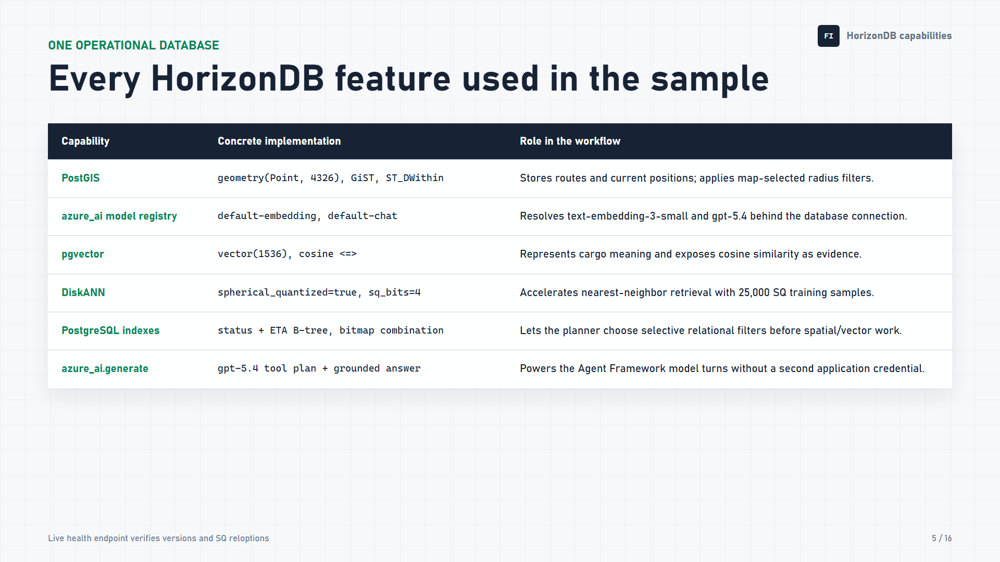 ONE OPERATIONAL DATABASE
FI HorizonDB capabilities
Every HorizonDB feature used in the sample
Capability Concrete implementation Role in the workflow
PostGIS geometry(Point, 4326), GiST, ST_DWithin Stores routes and current positions; applies map-selected radius filters.
azure_ai model registry default-embedding, default-chat Resolves text-embedding-3-small and gpt-5.4 behind the database connection.
pgvector vector(1536), cosine <=> Represents cargo meaning and exposes cosine similarity as evidence.
DiskANN spherical_quantized=true, sq_bits=4 Accelerates nearest-neighbor retrieval with 25,000 SQ training samples.
PostgreSQL indexes status + ETA B-tree, bitmap combination Lets the planner choose selective relational filters before spatial/vector work.
azure_ai.generate gpt-5.4 tool plan + grounded answer Powers the Agent Framework model turns without a second application credential.
Live health endpoint verifies versions and SQ reloptions
5 / 16